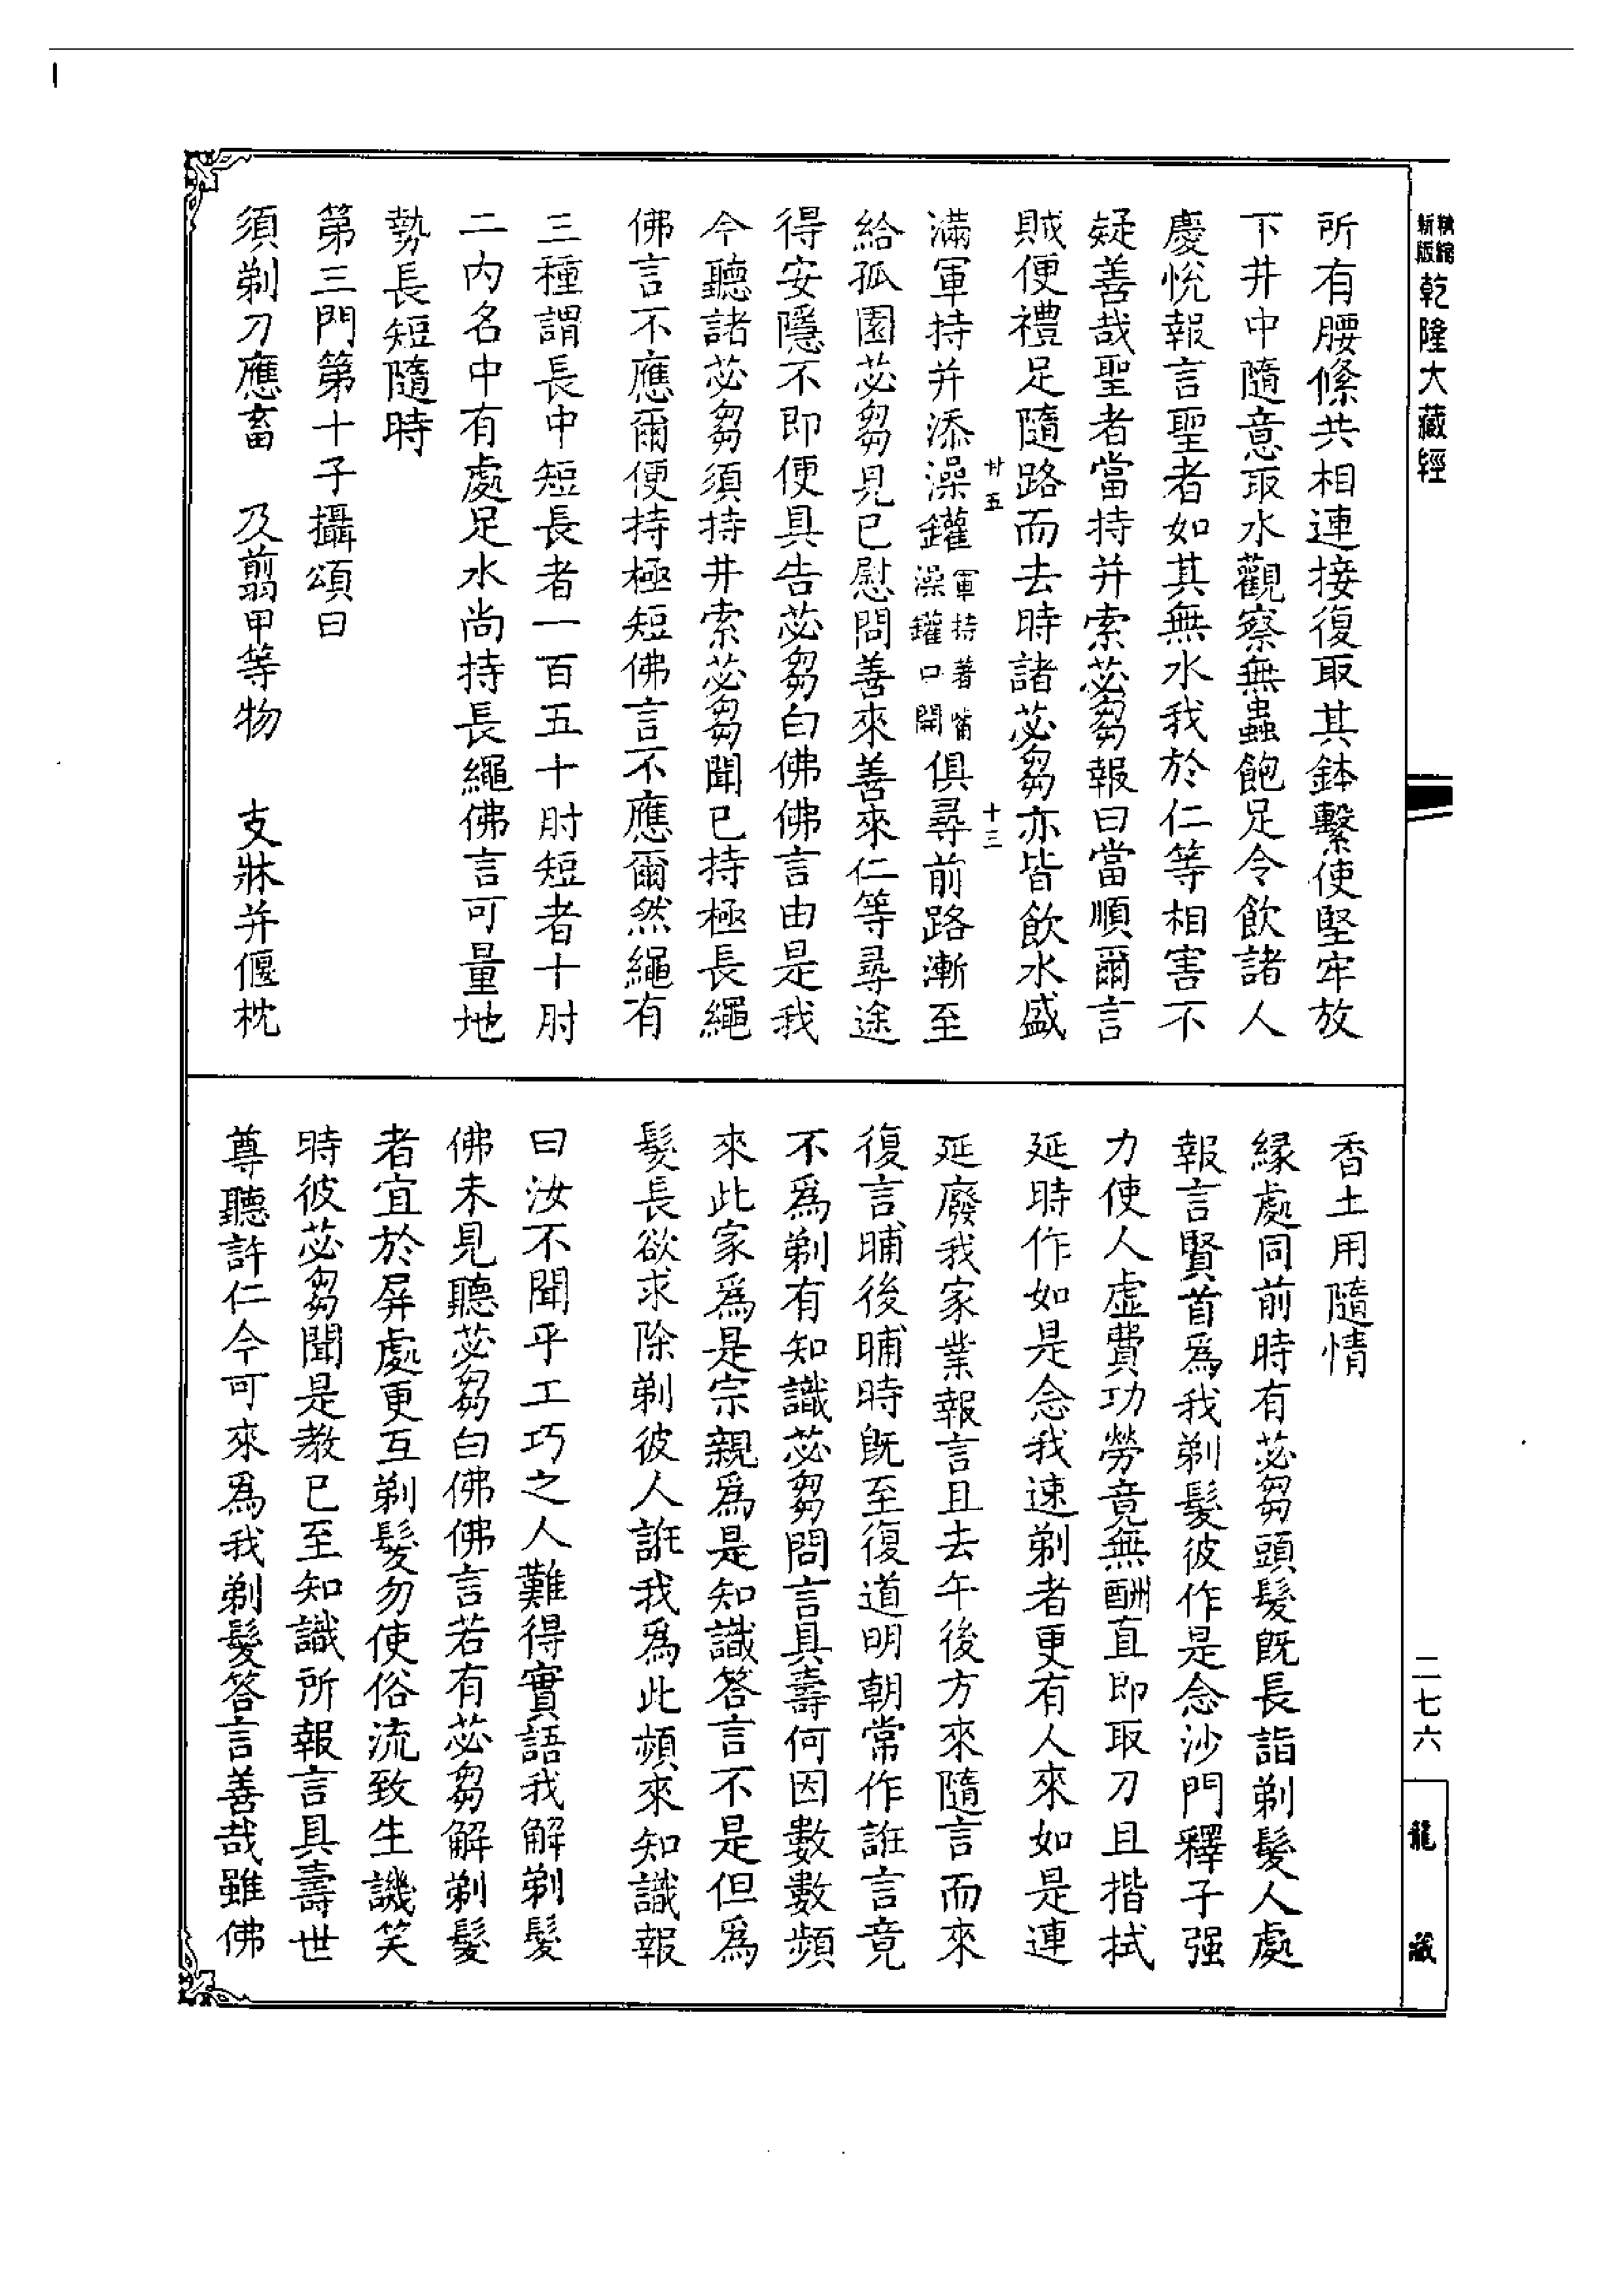 新版 乾隆大藏經
所有腰絛共相連接復取其鉢繫使堅牢放
下井中隨意取水觀察無蟲飽足令飲諸人
慶悅報言聖者如其無水我於仁等相害不
疑善哉聖者當持井索苾芻報曰當順爾言
賊便禮足隨路而去時諸苾芻亦皆飲水盛
廿五
十三
滿軍持并添澡罐軍持著嘴澡罐口開俱尋前路漸至
給孤園苾芻見已慰問善來善來仁等尋途
得安隱不即便具告苾芻白佛佛言由是我
今聽諸苾芻須持井索苾芻聞已持極長繩
佛言不應爾便持極短佛言不應爾然繩有
三種謂長中短長者一百五十肘短者十肘
二內名中有處足水尚持長繩佛言可量地
勢長短隨時
第三門第十子攝頌曰
須剃刀應畜 及翦甲等物 支牀并偃枕
香土用隨情
緣處同前時有苾芻頭髮既長詣剃髮人處
報言賢首爲我剃髮彼作是念沙門釋子强
力使人虛費功勞竟無酬直即取刀且揩拭
延時作如是念我速剃者更有人來如是連
延廢我家業報言且去午後方來隨言而來
復言晡後晡時既至復道明朝常作誑言竟
不爲剃有知識苾芻問言具壽何因數數頻
來此家爲是宗親爲是知識答言不是但爲
髮長欲求除剃彼人誑我爲此頻來知識報
曰汝不聞乎工巧之人難得實語我解剃髮
佛未見聽苾芻白佛佛言若有苾芻解剃髮
者宜於屏處更互剃髮勿使俗流致生譏笑
時彼苾芻聞是教已至知識所報言具壽世
尊聽許仁今可來爲我剃髮答言善哉雖佛
二七六
龍藏